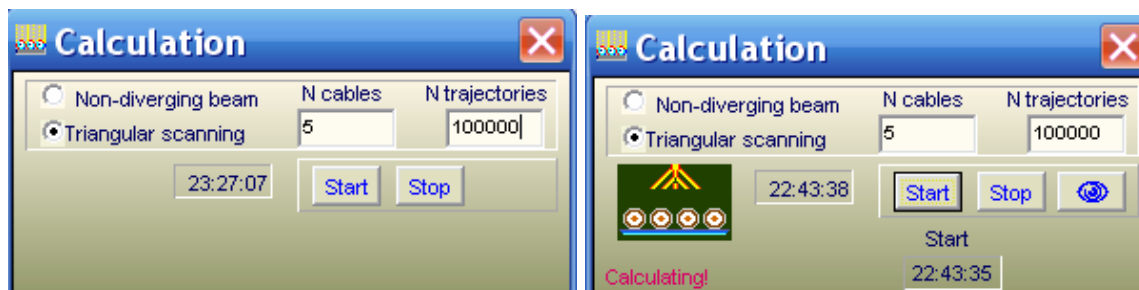 Calculation
Non-diverging beam N cables N trajectories
Triangular scanning 5 100000
23:27:07 Start Stop
Calculation
Non-diverging beam N cables N trajectories
Triangular scanning 5 100000
22:43:38 Start Stop
Start
Calculating! 22:43:35